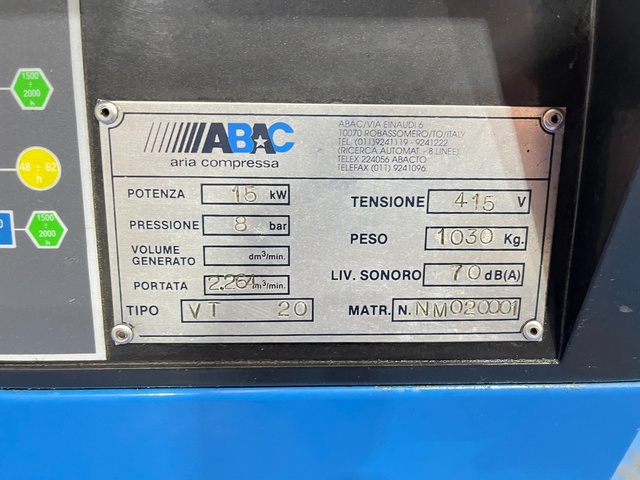 1500
÷
2000
h
48 ÷ 62
h
1500
÷
2000
h
ABAC
aria compressa
ABAC/VIA EINAUDI 6
10070 ROBASSOMERO/TO/ITALY
TEL. (011)9241119 - 9241222
(RICERCA AUTOMAT. - 8 LINEE)
TELEX 224056 ABACTO
TELEFAX (011) 9241096
POTENZA 15 kW
PRESSIONE 8 bar
VOLUME
GENERATO dm³/min.
PORTATA 2.264 m³/min.
TIPO VT 20
TENSIONE 415 V
PESO 1030 Kg.
LIV. SONORO 70 dB(A)
MATR. N. NM020001